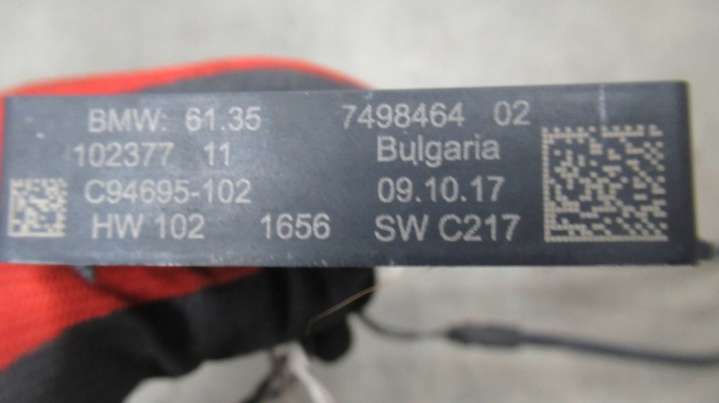 BMW: 61.35 7498464 02
102377 11 Bulgaria
C94695-102 09.10.17
HW 102 1656 SW C217